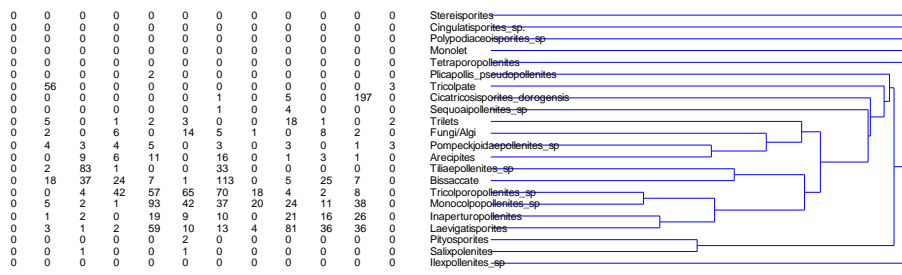 0 0 0 0 0 0 0 0 0 0 0 0 Stereisporites
0 0 0 0 0 0 0 0 0 0 0 0 Cingulatisporites_sp.
0 0 0 0 0 0 0 0 0 0 0 0 Polypodiaceoisporites_sp
0 0 0 0 0 0 0 0 0 0 0 0 Monolet
0 0 0 0 0 0 0 0 0 0 0 0 Tetraporopollenites
0 0 0 0 2 0 0 0 0 0 0 0 Plicapollis_pseudopollenites
0 56 0 0 0 0 0 0 0 0 0 3 Tricolpate
0 0 0 0 0 0 1 0 5 0 197 0 Cicatricosisporites_dorogensis
0 0 0 0 0 0 1 0 4 0 0 0 Sequoaipollenites_sp
0 5 0 1 2 3 0 0 18 1 0 2 Trilets
0 2 0 6 0 14 5 1 0 8 2 0 Fungi/Algi
0 4 3 4 5 0 3 0 3 0 1 3 Pompeckjoidaepollenites_sp
0 0 9 6 11 0 16 0 1 3 1 0 Arecipites
0 2 83 1 0 0 33 0 0 0 0 0 Tiliaepollenites_sp
0 18 37 24 7 1 113 0 5 25 7 0 Bissaccate
0 0 4 42 57 65 70 18 4 2 8 0 Tricolporopollenites_sp
0 5 2 1 93 42 37 20 24 11 38 0 Monocolpopollenites_sp
0 1 2 0 19 9 10 0 21 16 26 0 Inaperturopollenites
0 3 1 2 59 10 13 4 81 36 36 0 Laevigatisporites
0 0 0 0 0 2 0 0 0 0 0 0 Pityosporites
0 0 1 0 0 1 0 0 0 0 0 0 Salixpolenites
0 0 0 0 0 0 0 0 0 0 0 0 Ilexpollenites_sp